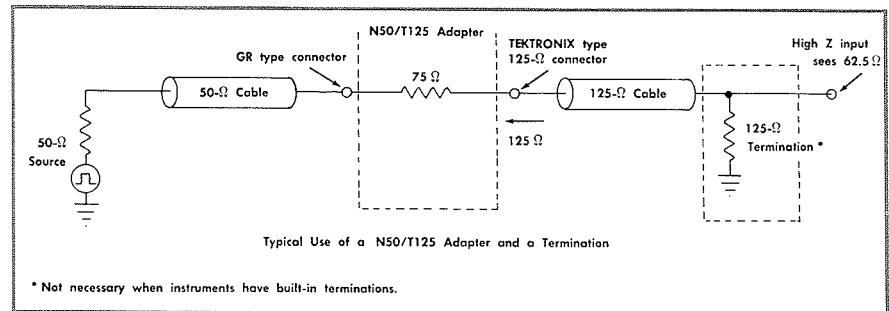 N50/T125 Adapter
GR type connector
TEKTRONIX type
125-Ω connector
High Z input
sees 62.5 Ω
75 Ω
50-Ω Cable
125-Ω Cable
50-Ω
Source
125 Ω
125-Ω
Termination *
Typical Use of a N50/T125 Adapter and a Termination
* Not necessary when instruments have built-in terminations.